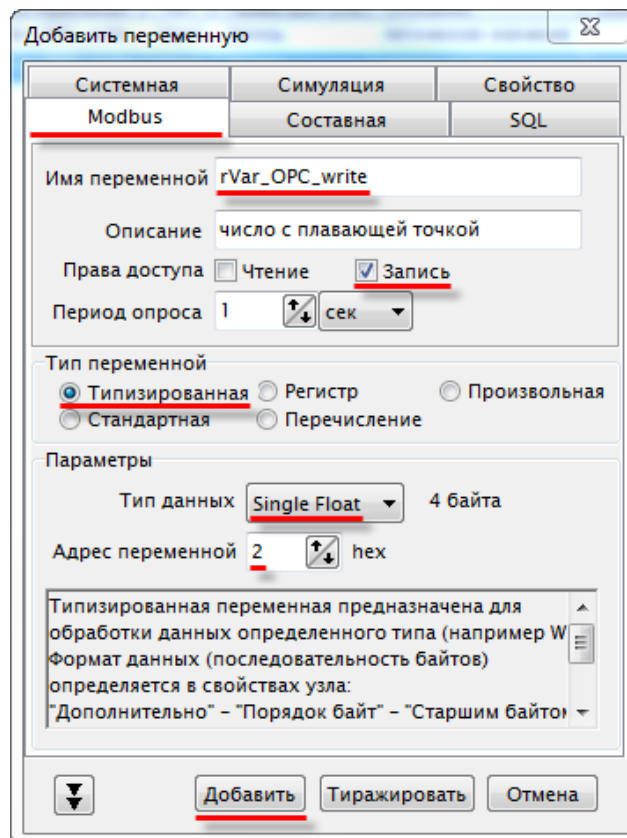 Добавить переменную
Системная Симуляция Свойство
Modbus Составная SQL
Имя переменной rVar_OPC_write
Описание число с плавающей точкой
Права доступа Чтение Запись
Период опроса 1 сек
Тип переменной
Типизированная Регистр Произвольная
Стандартная Перечисление
Параметры
Тип данных Single Float 4 байта
Адрес переменной 2 hex
Типизированная переменная предназначена для
обработки данных определенного типа (например W
Формат данных (последовательность байтов)
определяется в свойствах узла:
"Дополнительно" – "Порядок байт" – "Старшим байтом
Добавить Тиражировать Отмена